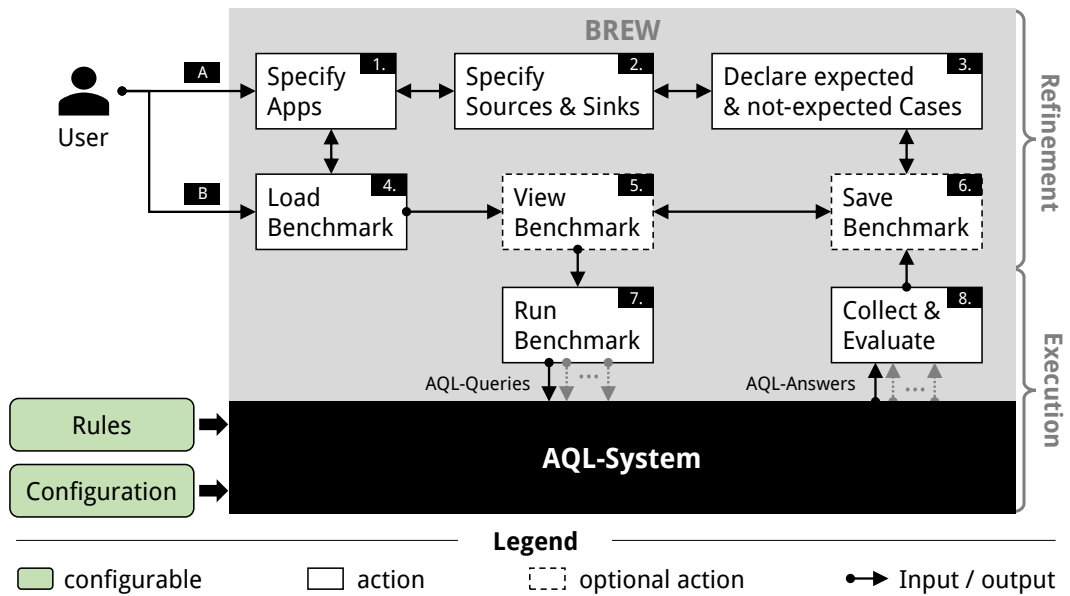 BREW
A
1.
Specify
Apps
2.
Specify
Sources & Sinks
3.
Declare expected
& not-expected Cases
User
Refinement
B
4.
Load
Benchmark
5.
View
Benchmark
6.
Save
Benchmark
7.
Run
Benchmark
8.
Collect &
Evaluate
Execution
AQL-Queries
...
AQL-Answers
...
Rules
AQL-System
Configuration
Legend
configurable
action
optional action
Input / output